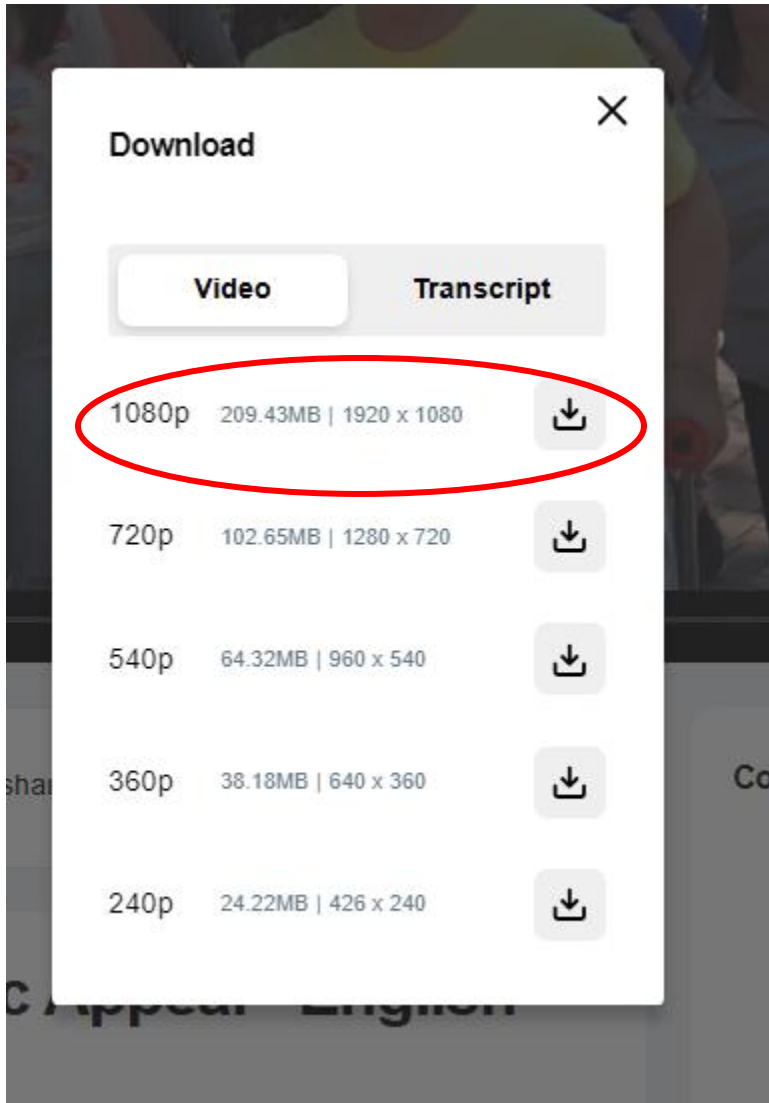 Download
Video Transcript
1080p 209.43MB | 1920 x 1080
720p 102.65MB | 1280 x 720
540p 64.32MB | 960 x 540
360p 38.18MB | 640 x 360
240p 24.22MB | 426 x 240